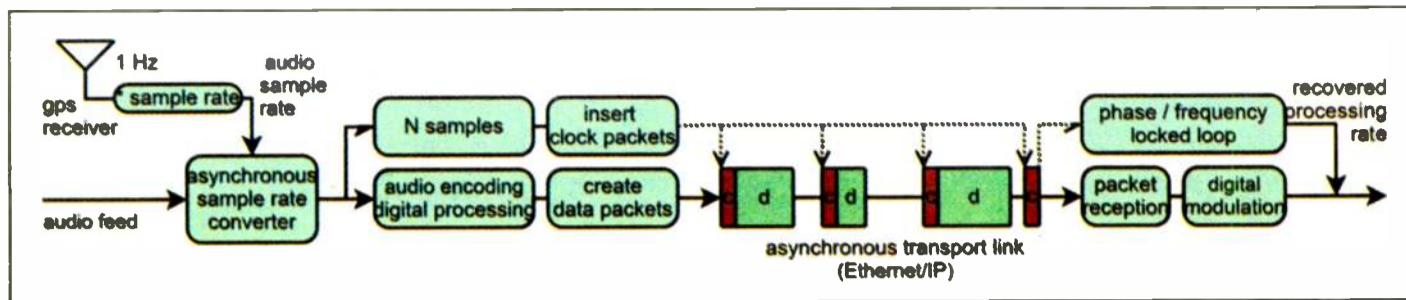 1 Hz
gps
receiver
* sample rate
audio
sample
rate
audio feed
asynchronous
sample rate
converter
N samples
insert
clock packets
audio encoding
digital processing
create
data packets
c
d
c
d
c
d
c
asynchronous transport link
(Ethernet/IP)
phase / frequency
locked loop
recovered
processing
rate
packet
reception
digital
modulation